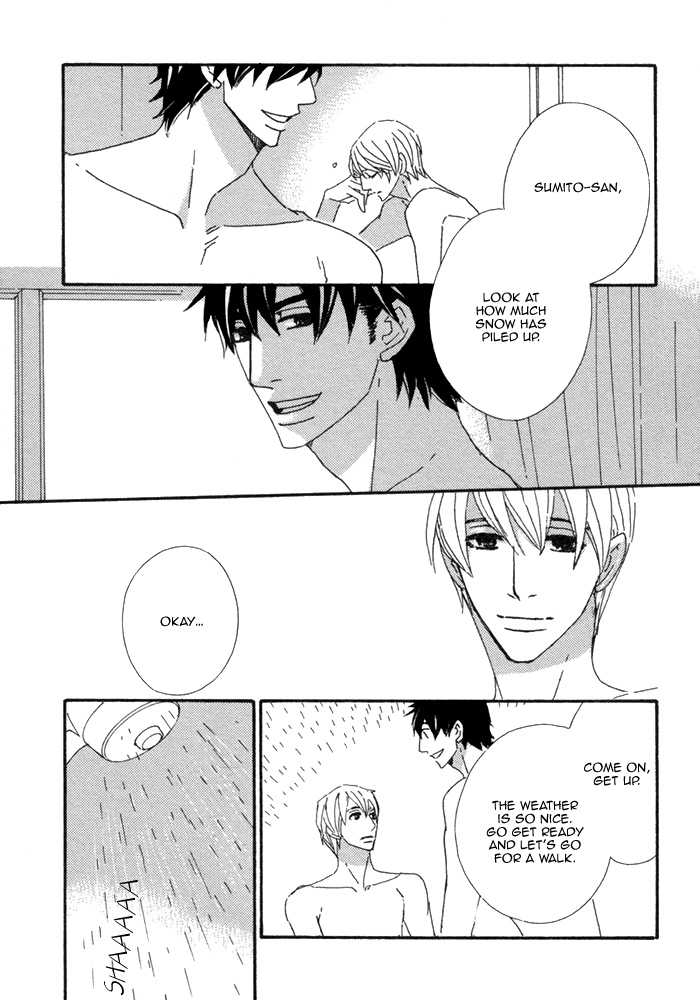 SUMITO-SAN,
LOOK AT
HOW MUCH
SNOW HAS
PILED UP.
COME ON,
GET UP.
THE WEATHER
IS SO NICE.
GO GET READY
AND LET'S GO
FOR A WALK.
OKAY...
SHAAAAAA